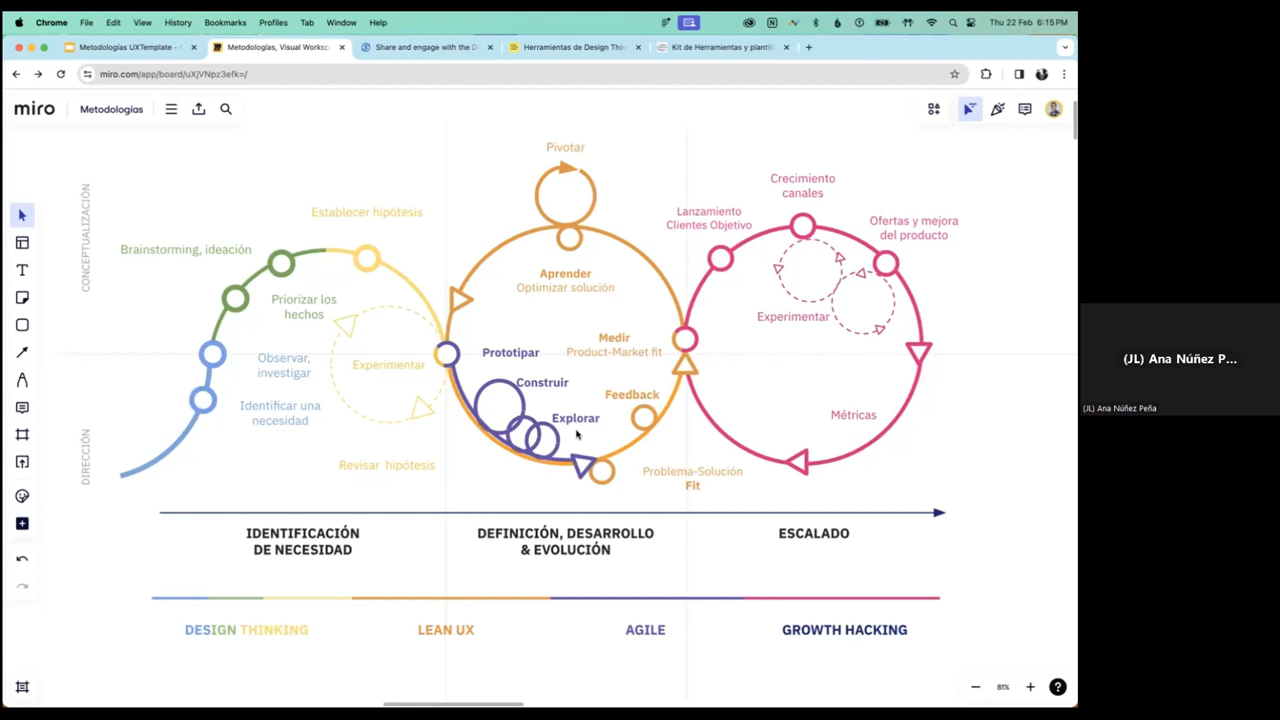 Chrome File Edit View History Bookmarks Profiles Tab Window Help
Thu 22 Feb 6:15 PM
Metodologías UXTemplate -
Metodologías, Visual Worksp
Share and engage with the D
Herramientas de Design Thin
Kit de Herramientas y plantil
miro.com/app/board/uXjVNpz3efk=/
miro
Metodologías
CONCEPTUALIZACIÓN
DIRECCIÓN
Pivotar
Establecer hipótesis
Brainstorming, ideación
Priorizar los
hechos
Observar,
investigar
Identificar una
necesidad
Experimentar
Revisar hipótesis
Aprender
Optimizar solución
Medir
Product-Market fit
Prototipar
Construir
Explorar
Feedback
Problema-Solución
Fit
Lanzamiento
Clientes Objetivo
Crecimiento
canales
Ofertas y mejora
del producto
Experimentar
Métricas
IDENTIFICACIÓN
DE NECESIDAD
DEFINICIÓN, DESARROLLO
& EVOLUCIÓN
ESCALADO
DESIGN THINKING
LEAN UX
AGILE
GROWTH HACKING
81%
(JL) Ana Núñez P...
(JL) Ana Núñez Peña